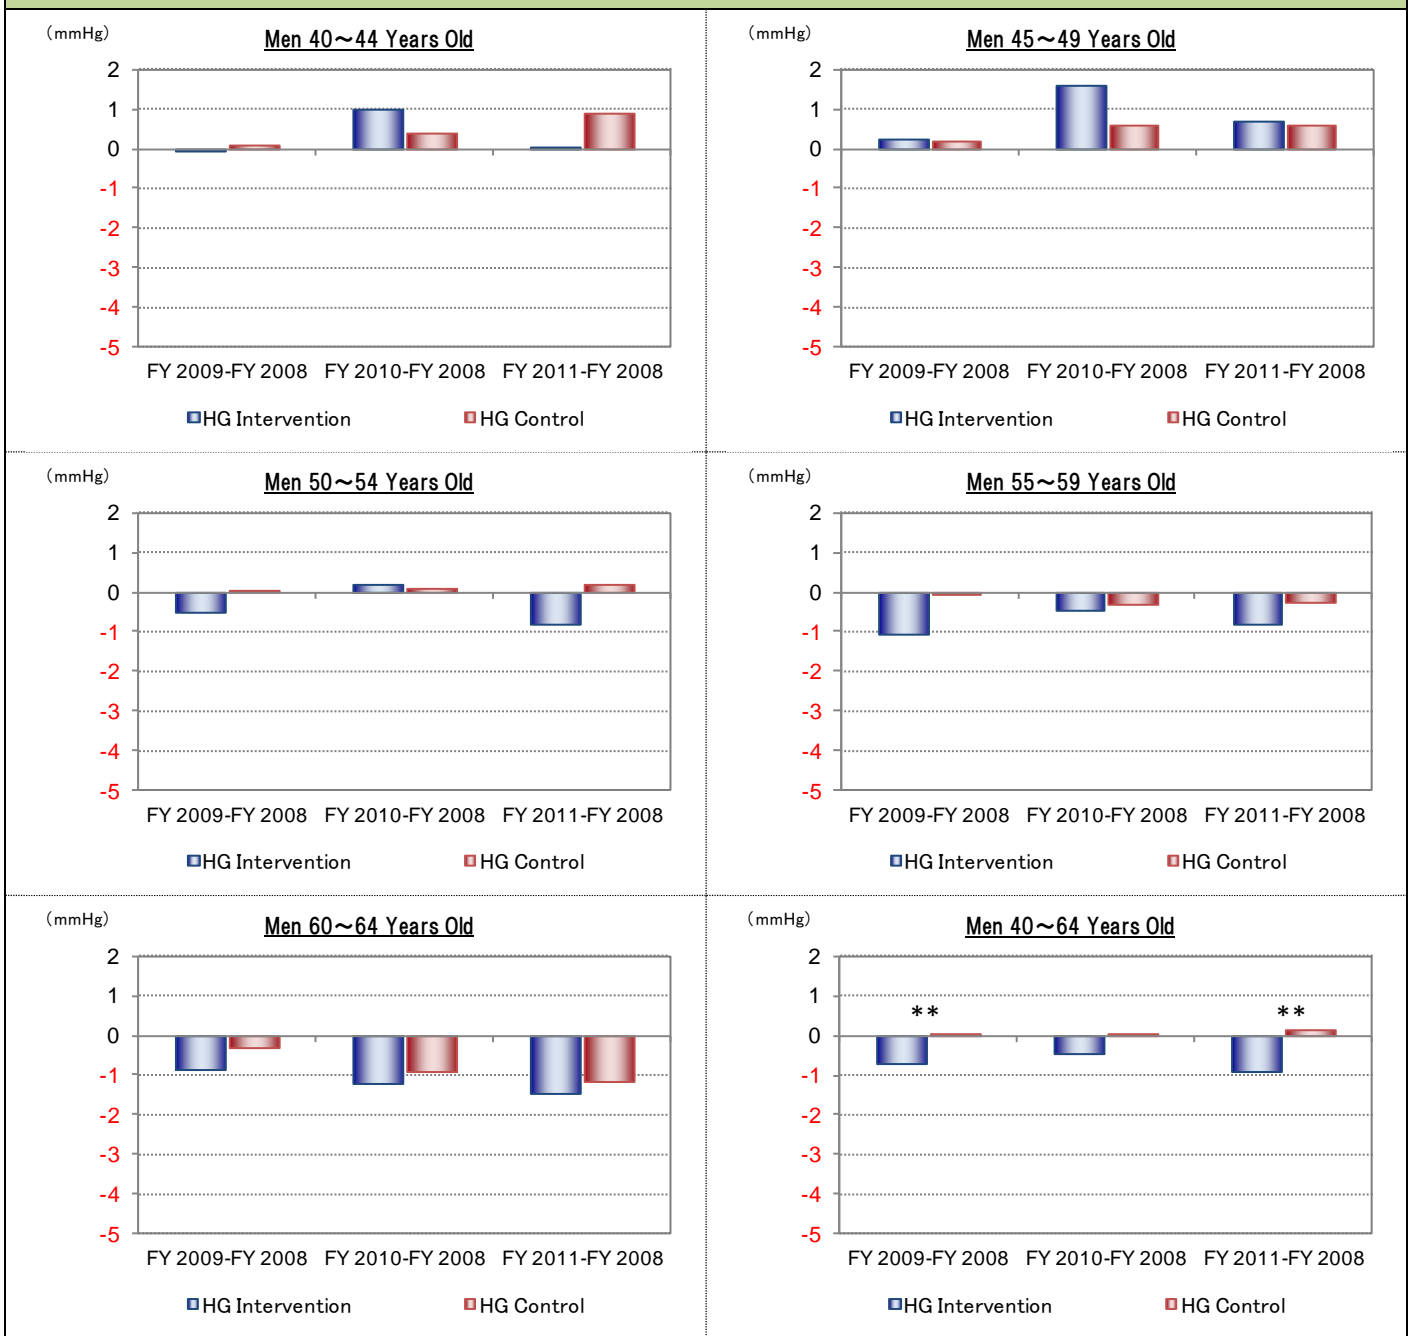 (mmHg)
Men 40～44 Years Old
2
1
0
-1
-2
-3
-4
-5
FY 2009-FY 2008 FY 2010-FY 2008 FY 2011-FY 2008
HG Intervention HG Control
(mmHg)
Men 45～49 Years Old
2
1
0
-1
-2
-3
-4
-5
FY 2009-FY 2008 FY 2010-FY 2008 FY 2011-FY 2008
HG Intervention HG Control
(mmHg)
Men 50～54 Years Old
2
1
0
-1
-2
-3
-4
-5
FY 2009-FY 2008 FY 2010-FY 2008 FY 2011-FY 2008
HG Intervention HG Control
(mmHg)
Men 55～59 Years Old
2
1
0
-1
-2
-3
-4
-5
FY 2009-FY 2008 FY 2010-FY 2008 FY 2011-FY 2008
HG Intervention HG Control
(mmHg)
Men 60～64 Years Old
2
1
0
-1
-2
-3
-4
-5
FY 2009-FY 2008 FY 2010-FY 2008 FY 2011-FY 2008
HG Intervention HG Control
(mmHg)
Men 40～64 Years Old
2
1
** **
0
-1
-2
-3
-4
-5
FY 2009-FY 2008 FY 2010-FY 2008 FY 2011-FY 2008
HG Intervention HG Control